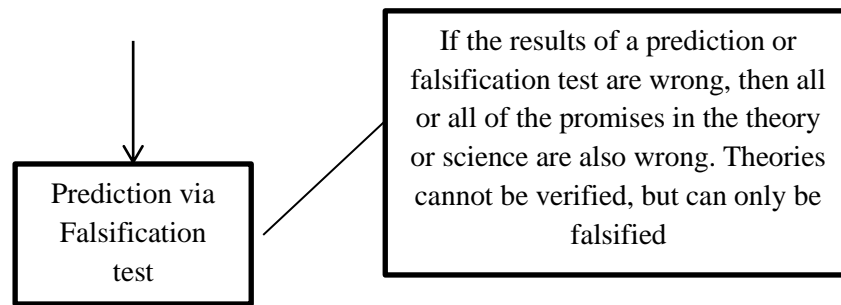 If the results of a prediction or
falsification test are wrong, then all
or all of the promises in the theory
or science are also wrong. Theories
cannot be verified, but can only be
falsified
Prediction via
Falsification
test